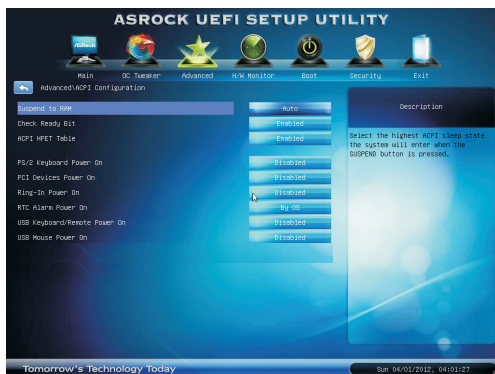 ASROCK UEFI SETUP UTILITY
ASRock
Main OC Tweaker Advanced H/W Monitor Boot Security Exit
Advanced\ACPI Configuration
Description
Suspend to RAM Auto
Check Ready Bit Enabled
ACPI HPET Table Enabled
PS/2 Keyboard Power On Disabled
PCI Devices Power On Disabled
Ring-In Power On Disabled
RTC Alarm Power On By OS
USB Keyboard/Remote Power On Disabled
USB Mouse Power On Disabled
Select the highest ACPI sleep state
the system will enter when the
SUSPEND button is pressed.
Tomorrow's Technology Today
Sun 04/01/2012, 04:01:27